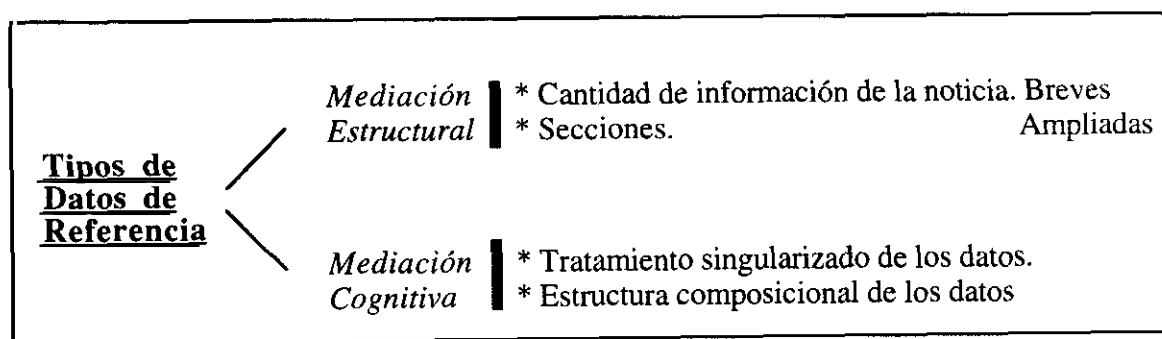 Mediación * Cantidad de información de la noticia. Breves
Estructural * Secciones. Ampliadas
Tipos de
Datos de
Referencia
Mediación * Tratamiento singularizado de los datos.
Cognitiva * Estructura composicional de los datos